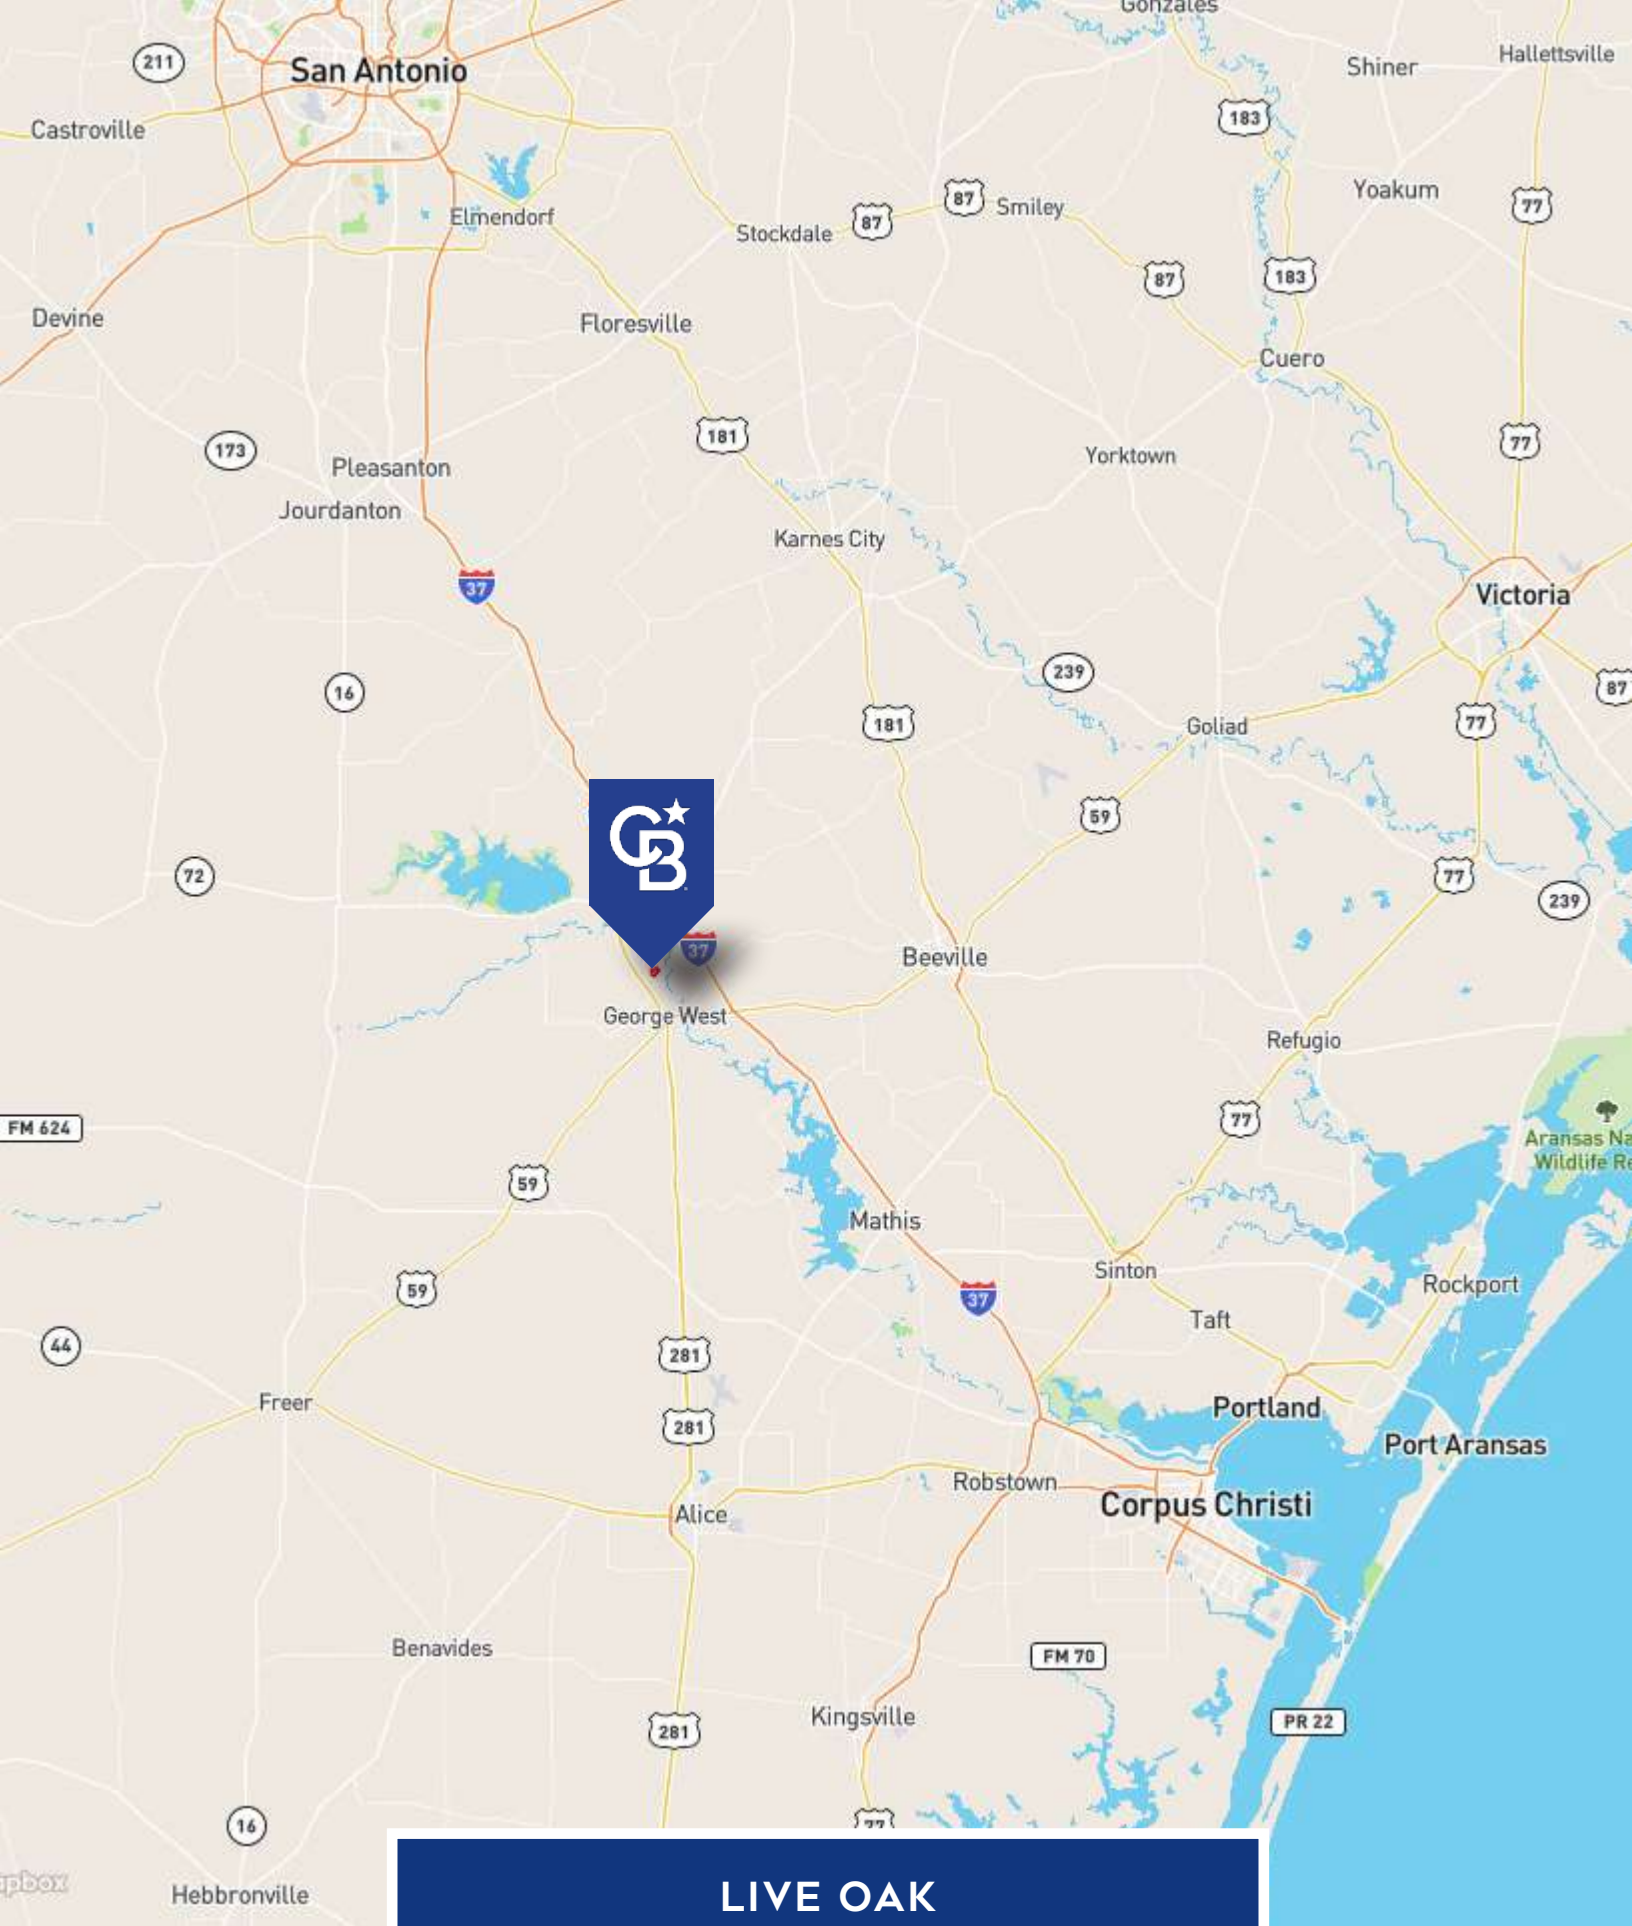 Gonzales
San Antonio
211
Shiner
Hallettsville
183
Castroville
Yoakum
87
87
Smiley
77
Elmendorf
Stockdale
87
183
Devine
Floresville
Cuero
181
77
173
Pleasanton
Yorktown
Jourdanton
Karnes City
37
Victoria
239
87
16
181
Goliad
77
59
CB
72
77
239
37
Beeville
George West
Refugio
77
FM 624
Aransas Na
Wildlife Re
59
Mathis
Sinton
Rockport
59
37
Taft
44
281
Freer
Portland
281
Port Aransas
Robstown
Corpus Christi
Alice
Benavides
FM 70
Kingsville
PR 22
281
16
77
pbox
Hebbronville
LIVE OAK